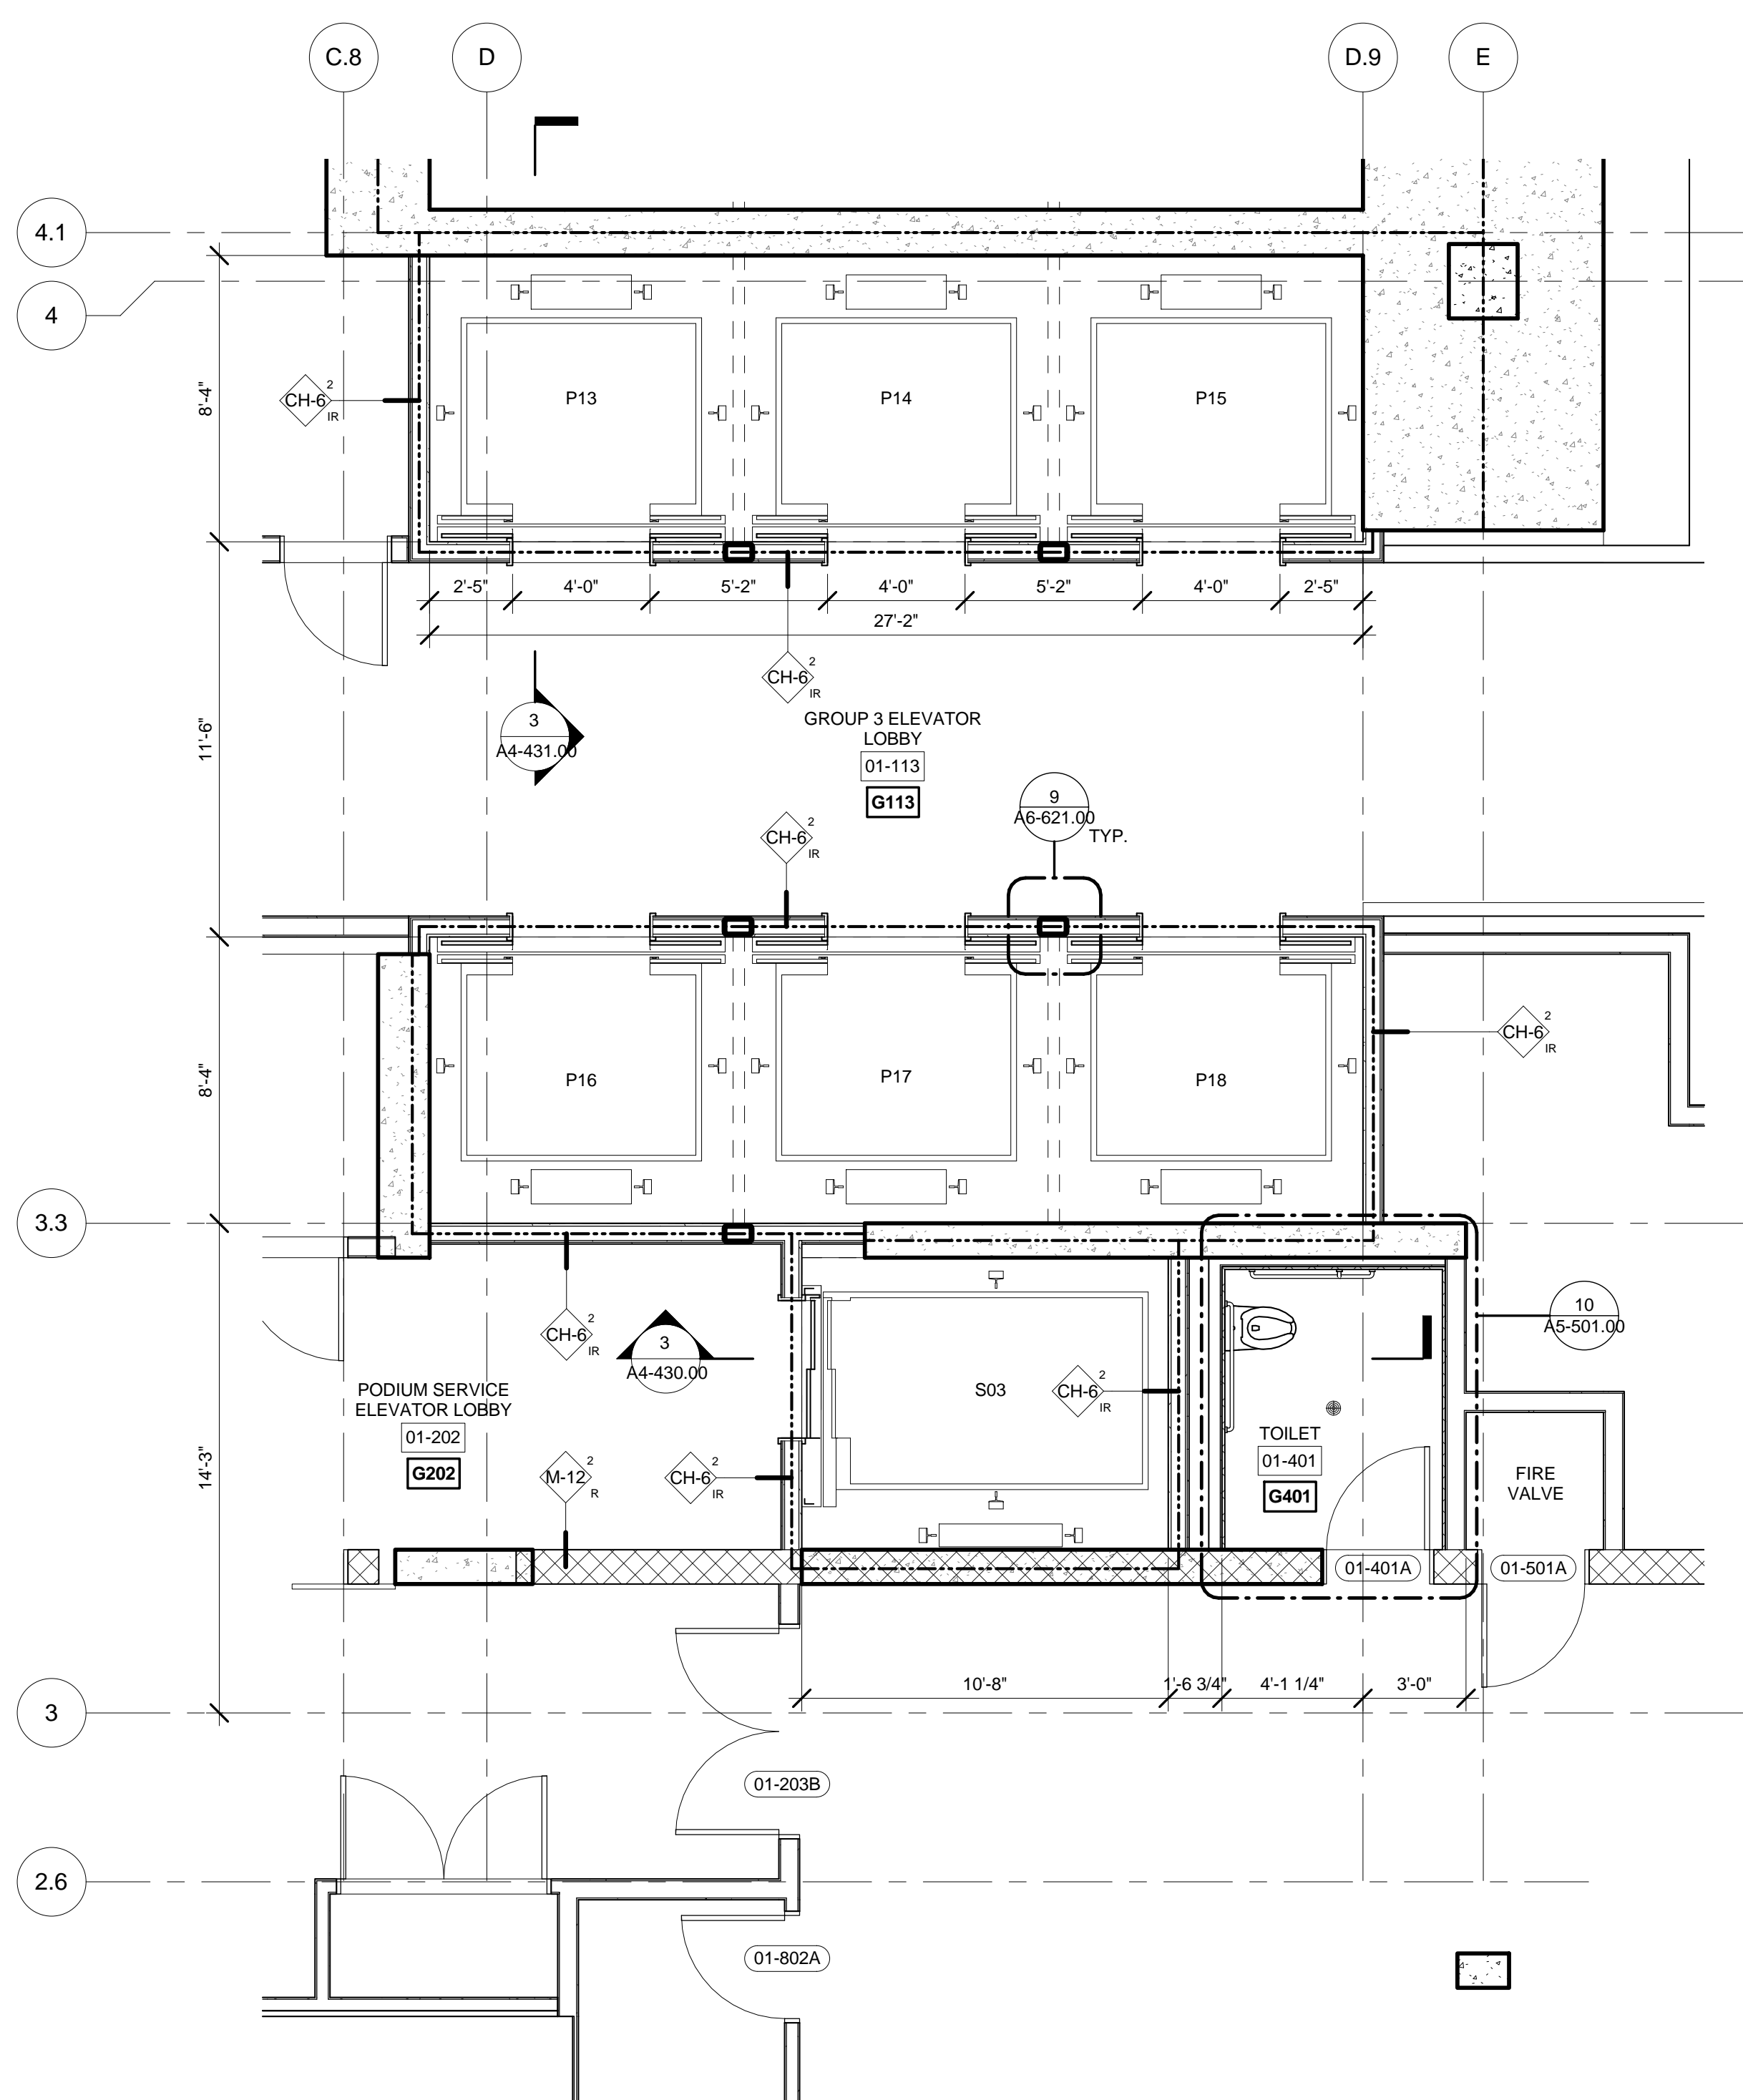 C.8
D
D.9
E
4.1
4
8'-4"
CH-6
2
IR
P13
P14
P15
2'-5"
4'-0"
5'-2"
4'-0"
5'-2"
4'-0"
2'-5"
27'-2"
CH-6
2
IR
11'-6"
3
A4-431.00
GROUP 3 ELEVATOR
LOBBY
01-113
G113
9
A6-621.00
TYP.
CH-6
2
IR
8'-4"
P16
P17
P18
CH-6
2
IR
3.3
CH-6
2
IR
3
A4-430.00
10
A5-501.00
PODIUM SERVICE
ELEVATOR LOBBY
01-202
G202
S03
CH-6
2
IR
TOILET
01-401
G401
14'-3"
M-12
2
R
CH-6
2
IR
FIRE
VALVE
01-401A
01-501A
10'-8"
1'-6 3/4"
4'-1 1/4"
3'-0"
3
01-203B
2.6
01-802A